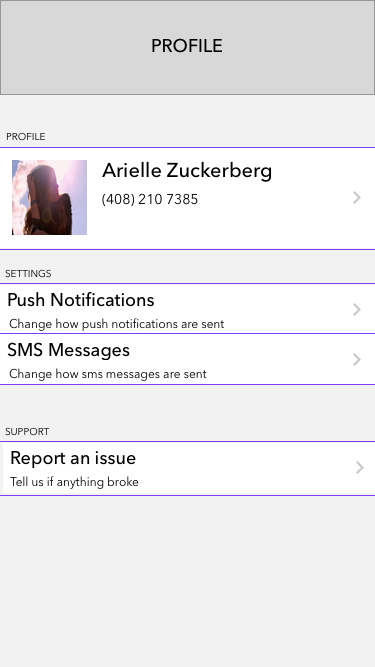 PROFILE
PROFILE
Arielle Zuckerberg
(408) 210 7385
SETTINGS
Push Notifications
Change how push notifications are sent
SMS Messages
Change how sms messages are sent
SUPPORT
Report an issue
Tell us if anything broke